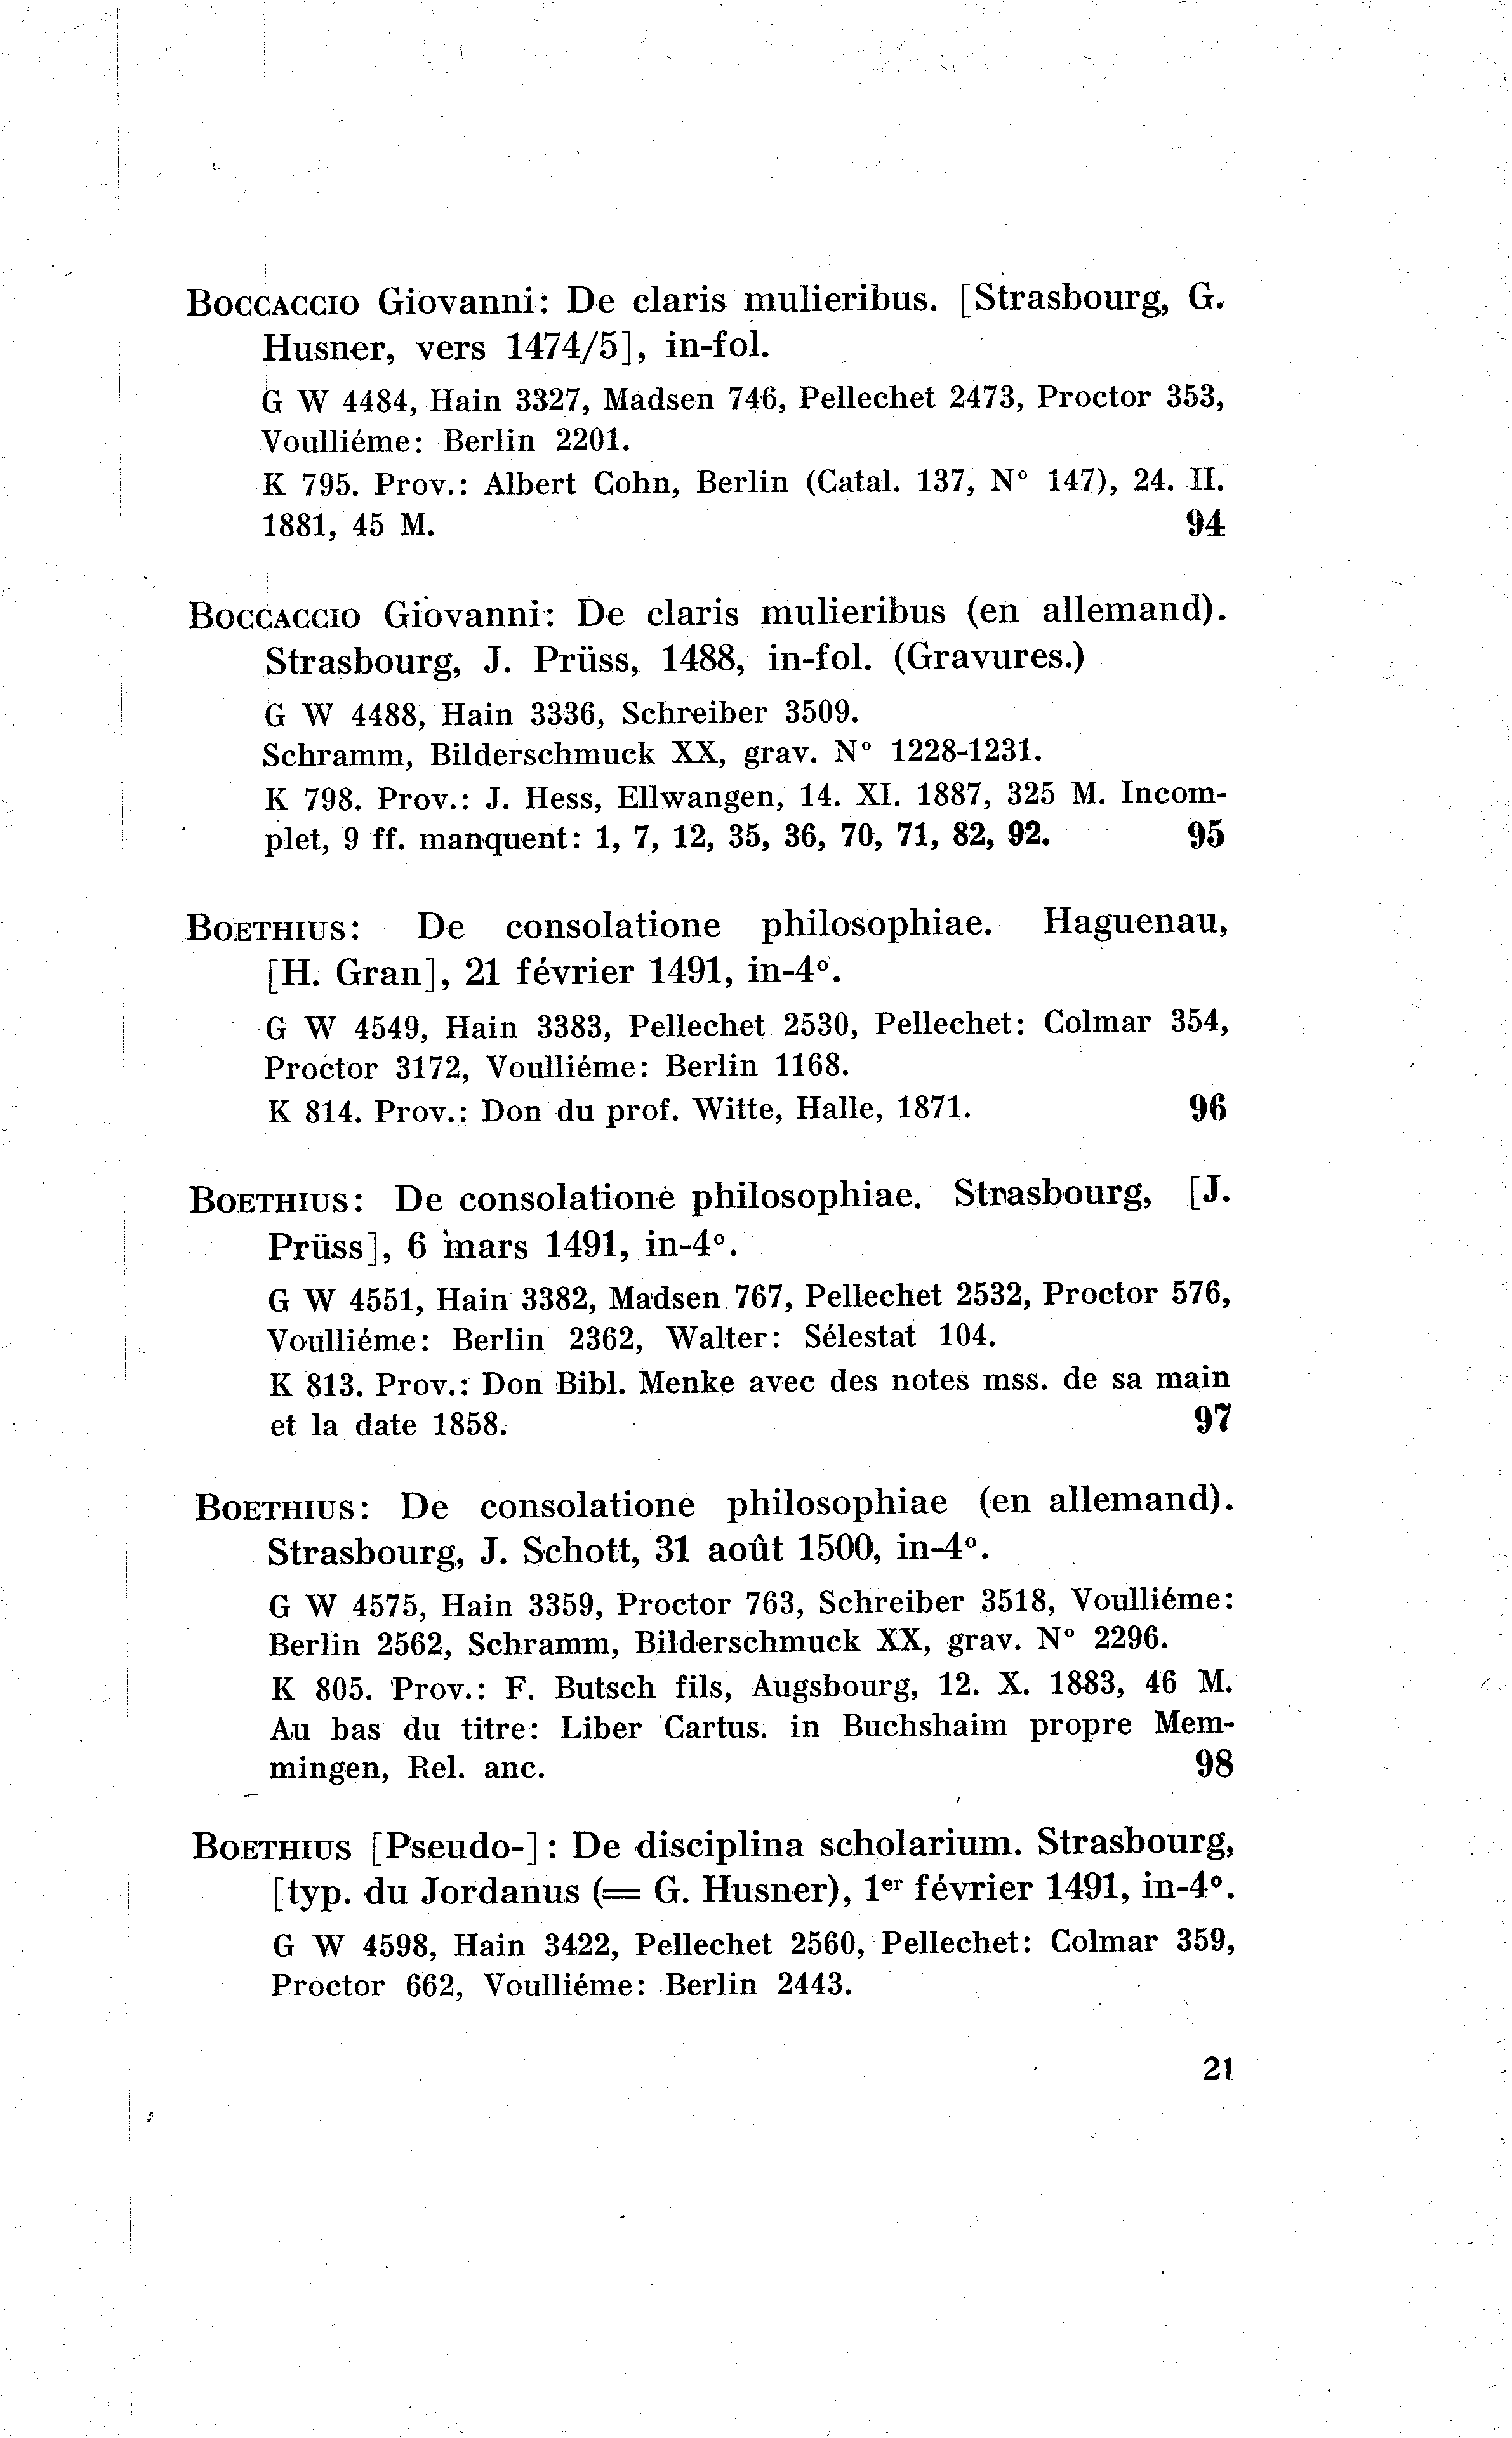 BOCCACCIO Giovanni: De claris mulieribus. [Strasbourg, G.
Husner, vers 1474/5], in-fol.
G W 4484, Hain 3327, Madsen 746, Pellechet 2473, Proctor 353,
Voulliéme: Berlin 2201.
K 795. Prov.: Albert Cohn, Berlin (Catal. 137, N° 147), 24. II.
1881, 45 M. 94
BOCCACCIO Giovanni: De claris mulieribus (en allemand).
Strasbourg, J. Prüss, 1488, in-fol. (Gravures.)
G W 4488, Hain 3336, Schreiber 3509.
Schramm, Bilderschmuck XX, grav. N° 1228-1231.
K 798. Prov.: J. Hess, Ellwangen, 14. XI. 1887, 325 M. Incom-
plet, 9 ff. manquent: 1, 7, 12, 35, 36, 70, 71, 82, 92. 95
BOETHIUS: De consolatione philosophiae. Haguenau,
[H. Gran], 21 février 1491, in-4°.
G W 4549, Hain 3383, Pellechet 2530, Pellechet: Colmar 354,
Proctor 3172, Voulliéme: Berlin 1168.
K 814. Prov.: Don du prof. Witte, Halle, 1871. 96
BOETHIUS: De consolatione philosophiae. Strasbourg, [J.
Prüss], 6 mars 1491, in-4°.
G W 4551, Hain 3382, Madsen 767, Pellechet 2532, Proctor 576,
Voulliéme: Berlin 2362, Walter: Sélestat 104.
K 813. Prov.: Don Bibl. Menke avec des notes mss. de sa main
et la date 1858. 97
BOETHIUS: De consolatione philosophiae (en allemand).
Strasbourg, J. Schott, 31 août 1500, in-4°.
G W 4575, Hain 3359, Proctor 763, Schreiber 3518, Voulliéme:
Berlin 2562, Schramm, Bilderschmuck XX, grav. N° 2296.
K 805. Prov.: F. Butsch fils, Augsbourg, 12. X. 1883, 46 M.
Au bas du titre: Liber Cartus. in Buchshaim propre Mem-
mingen, Rel. anc. 98
BOETHIUS [Pseudo-]: De disciplina scholarium. Strasbourg,
[typ. du Jordanus (= G. Husner), 1er février 1491, in-4°.
G W 4598, Hain 3422, Pellechet 2560, Pellechet: Colmar 359,
Proctor 662, Voulliéme: Berlin 2443.
21